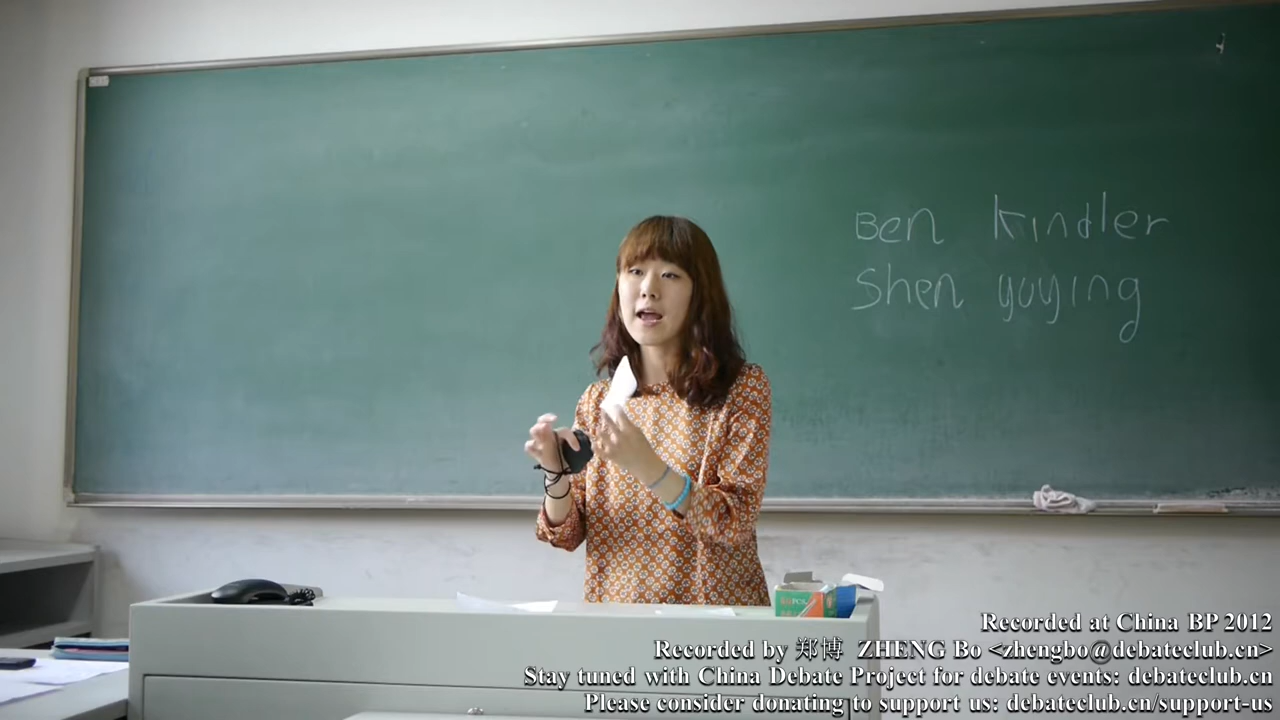 Ben kindler
Shen yuying
Recorded at China BP 2012
Recorded by 郑博 ZHENG Bo <zhengbo@debateclub.cn>
Stay tuned with China Debate Project for debate events: debateclub.cn
Please consider donating to support us: debateclub.cn/support-us